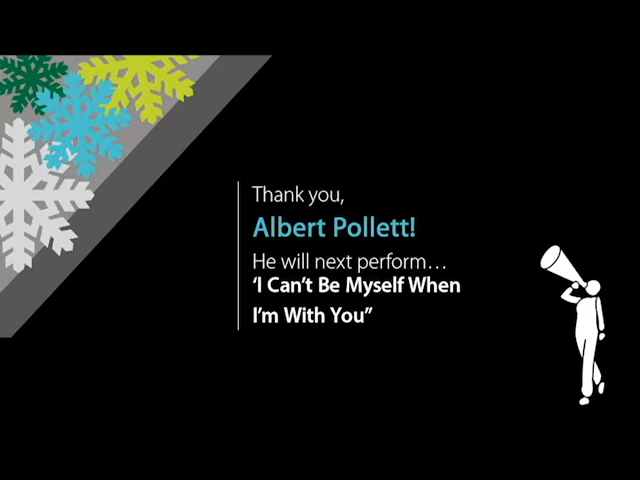 Thank you,
Albert Pollett!
He will next perform…
‘I Can’t Be Myself When
I’m With You”